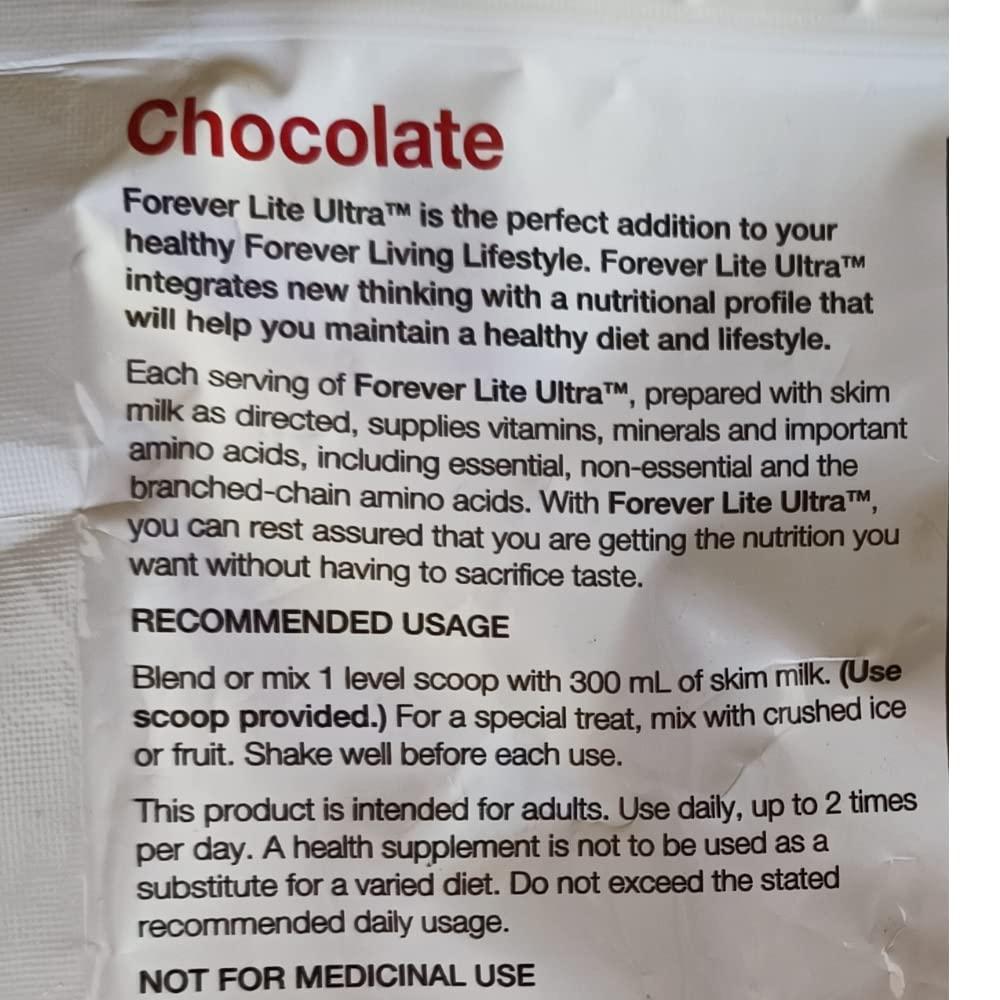 Chocolate
Forever Lite Ultra™ is the perfect addition to your
healthy Forever Living Lifestyle. Forever Lite Ultra™
integrates new thinking with a nutritional profile that
will help you maintain a healthy diet and lifestyle.
Each serving of Forever Lite Ultra™, prepared with skim
milk as directed, supplies vitamins, minerals and important
amino acids, including essential, non-essential and the
branched-chain amino acids. With Forever Lite Ultra™,
you can rest assured that you are getting the nutrition you
want without having to sacrifice taste.
RECOMMENDED USAGE
Blend or mix 1 level scoop with 300 mL of skim milk. (Use
scoop provided.) For a special treat, mix with crushed ice
or fruit. Shake well before each use.
This product is intended for adults. Use daily, up to 2 times
per day. A health supplement is not to be used as a
substitute for a varied diet. Do not exceed the stated
recommended daily usage.
NOT FOR MEDICINAL USE